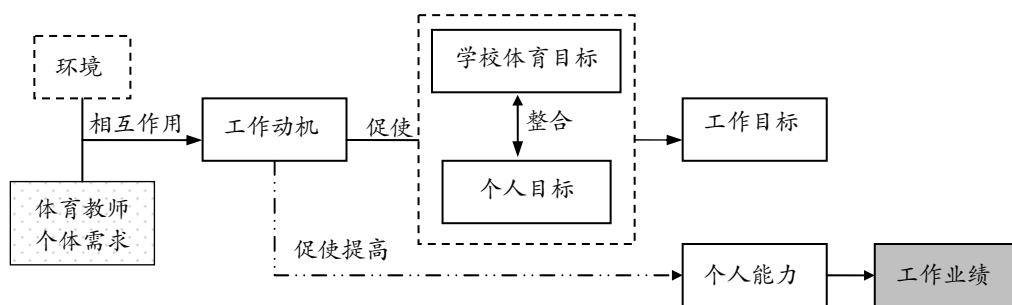 环境
相互作用
体育教师
个体需求
工作动机
促使
学校体育目标
整合
个人目标
工作目标
促使提高
个人能力
工作业绩